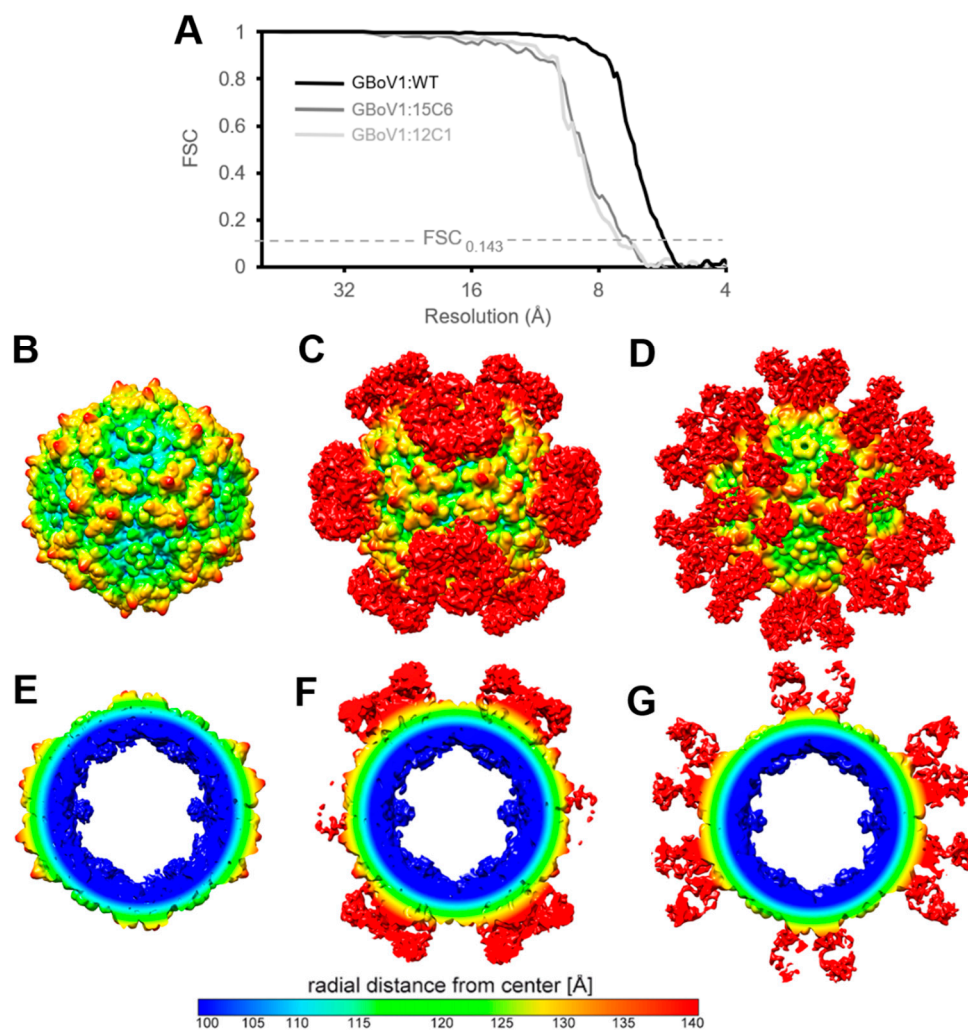 A
1
0.8
0.6
0.4
0.2
0
FSC
GBoV1:WT
GBoV1:15C6
GBoV1:12C1
FSC0.143
32 16 8 4
Resolution (Å)
B C D
E F G
radial distance from center [Å]
100 105 110 115 120 125 130 135 140